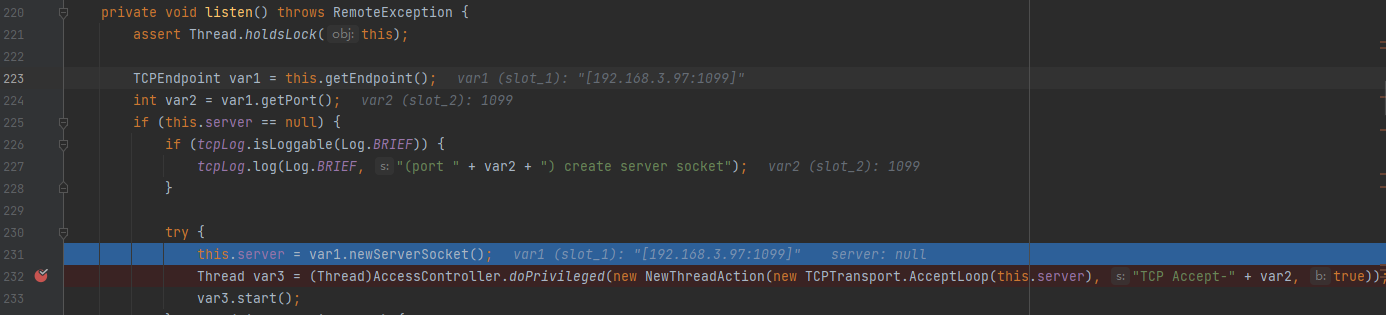 220 private void listen() throws RemoteException {
221 assert Thread.holdsLock( obj: this);
222
223 TCPEndpoint var1 = this.getEndpoint(); var1 (slot_1): "[192.168.3.97:1099]"
224 int var2 = var1.getPort(); var2 (slot_2): 1099
225 if (this.server == null) {
226 if (tcpLog.isLoggable(Log.BRIEF)) {
227 tcpLog.log(Log.BRIEF, s: "(port " + var2 + ") create server socket"); var2 (slot_2): 1099
228 }
229
230 try {
231 this.server = var1.newServerSocket(); var1 (slot_1): "[192.168.3.97:1099]" server: null
232 Thread var3 = (Thread)AccessController.doPrivileged(new NewThreadAction(new TCPTransport.AcceptLoop(this.server), s: "TCP Accept-" + var2, b: true));
233 var3.start();